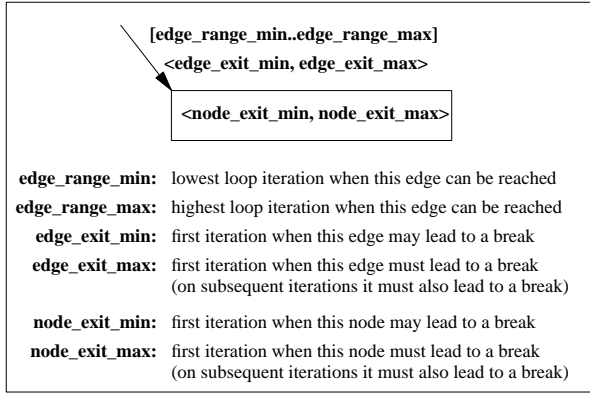 [edge_range_min..edge_range_max]
<edge_exit_min, edge_exit_max>
<node_exit_min, node_exit_max>
edge_range_min: lowest loop iteration when this edge can be reached
edge_range_max: highest loop iteration when this edge can be reached
edge_exit_min: first iteration when this edge may lead to a break
edge_exit_max: first iteration when this edge must lead to a break
(on subsequent iterations it must also lead to a break)
node_exit_min: first iteration when this node may lead to a break
node_exit_max: first iteration when this node must lead to a break
(on subsequent iterations it must also lead to a break)